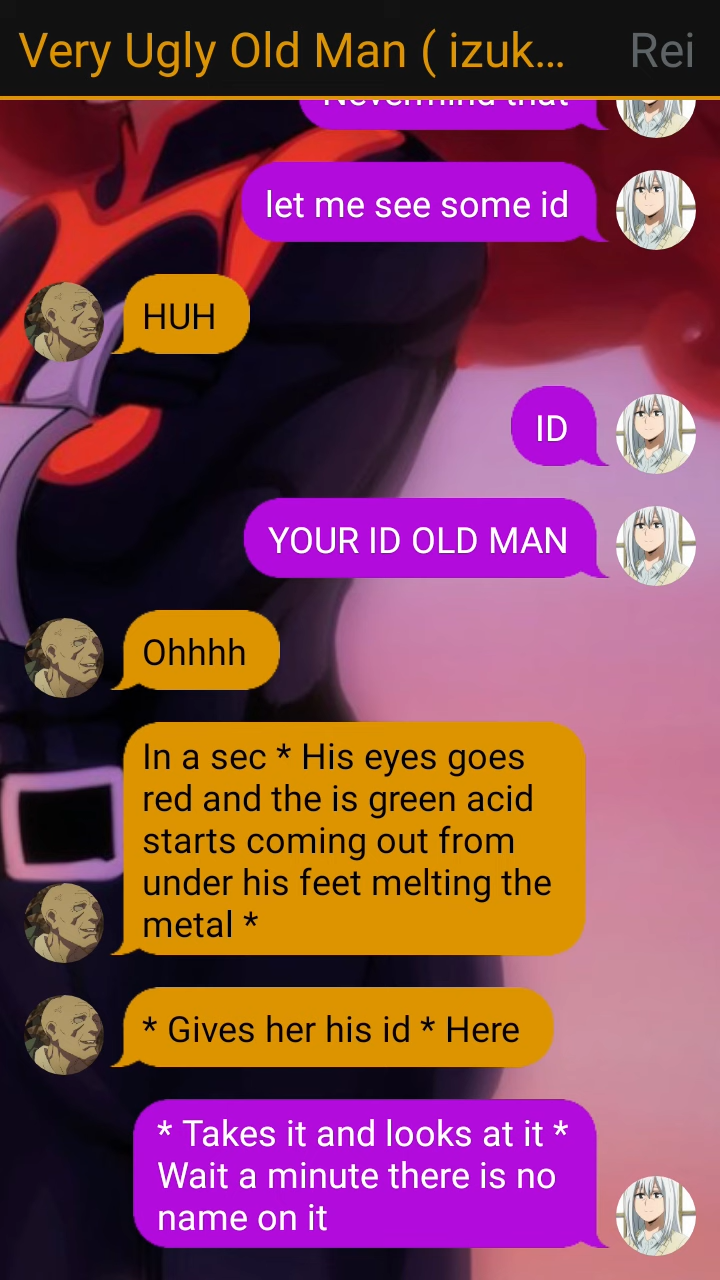 Very Ugly Old Man ( izuk...
Rei
Nevermind that
let me see some id
HUH
ID
YOUR ID OLD MAN
Ohhhh
In a sec * His eyes goes
red and the is green acid
starts coming out from
under his feet melting the
metal *
* Gives her his id * Here
* Takes it and looks at it *
Wait a minute there is no
name on it